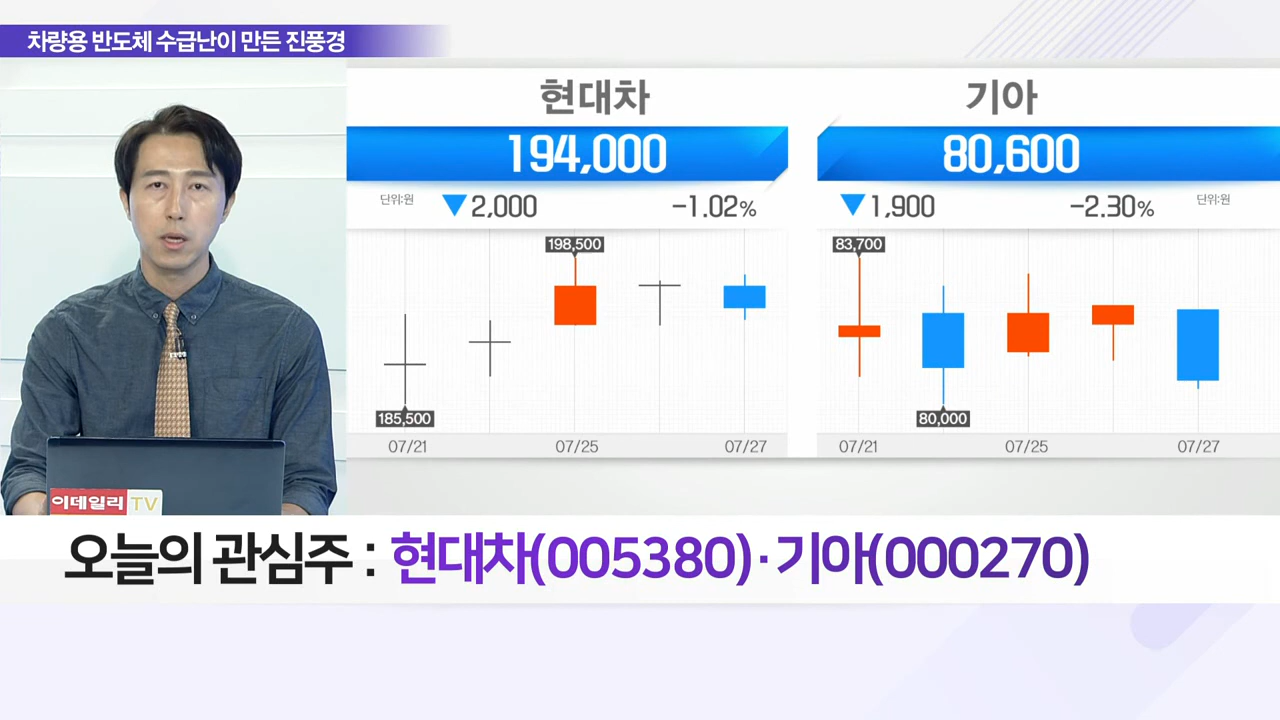 차량용 반도체 수급난이 만든 진풍경
현대차
194,000
단위:원 ▼2,000 -1.02%
198,500
185,500
07/21 07/25 07/27
기아
80,600
▼1,900 -2.30% 단위:원
83,700
80,000
07/21 07/25 07/27
이데일리 TV
오늘의 관심주 : 현대차(005380)·기아(000270)